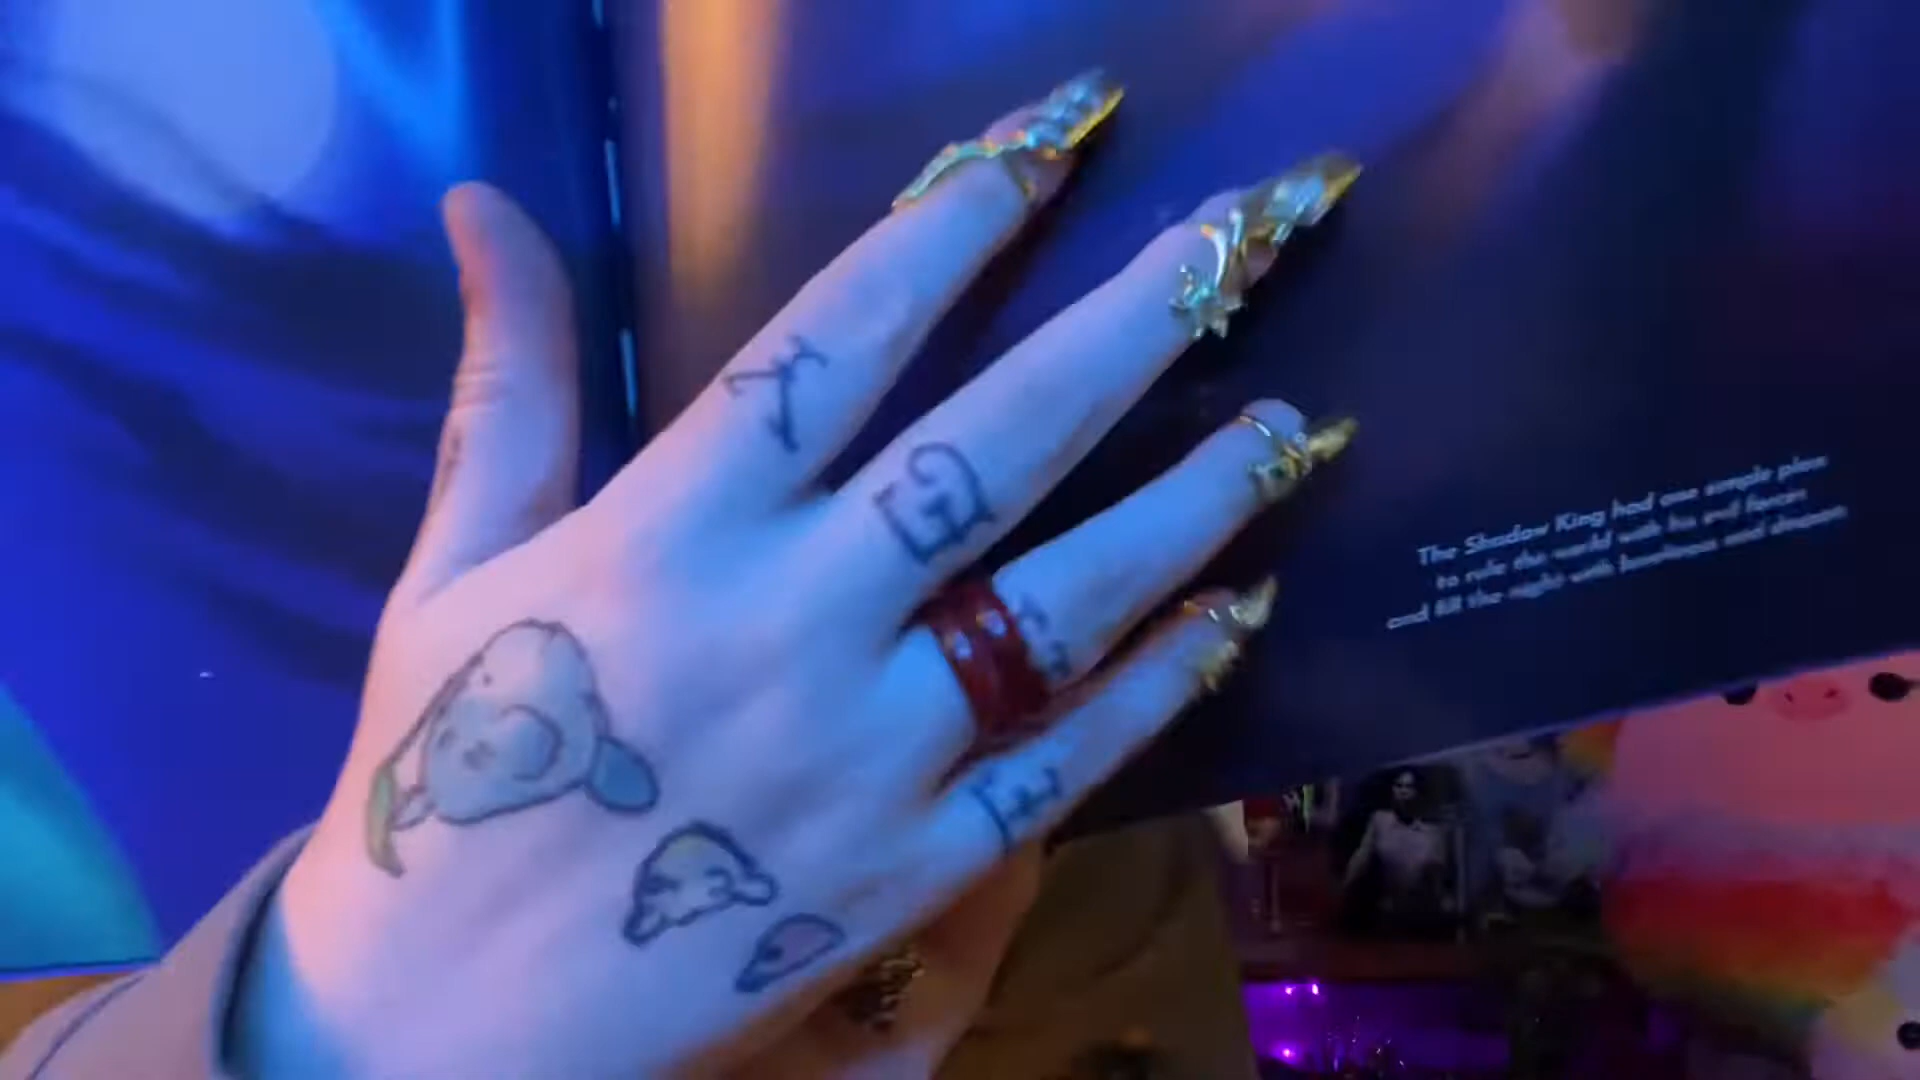 The Shadow King had one simple plan
to rule the world with his evil forces
and fill the night with loneliness and despair